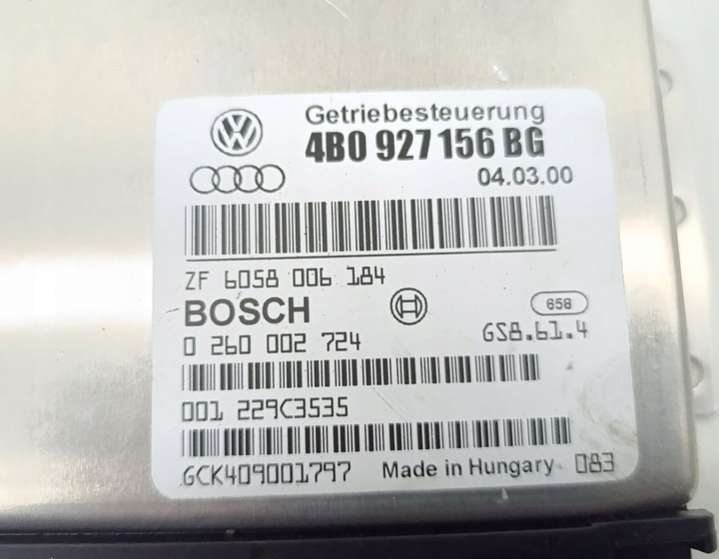 Getriebesteuerung
4B0 927 156 BG
04.03.00
ZF 6058 006 184
BOSCH
658
0 260 002 724 GS8.61.4
001 229C3535
GCK409001797 Made in Hungary 083